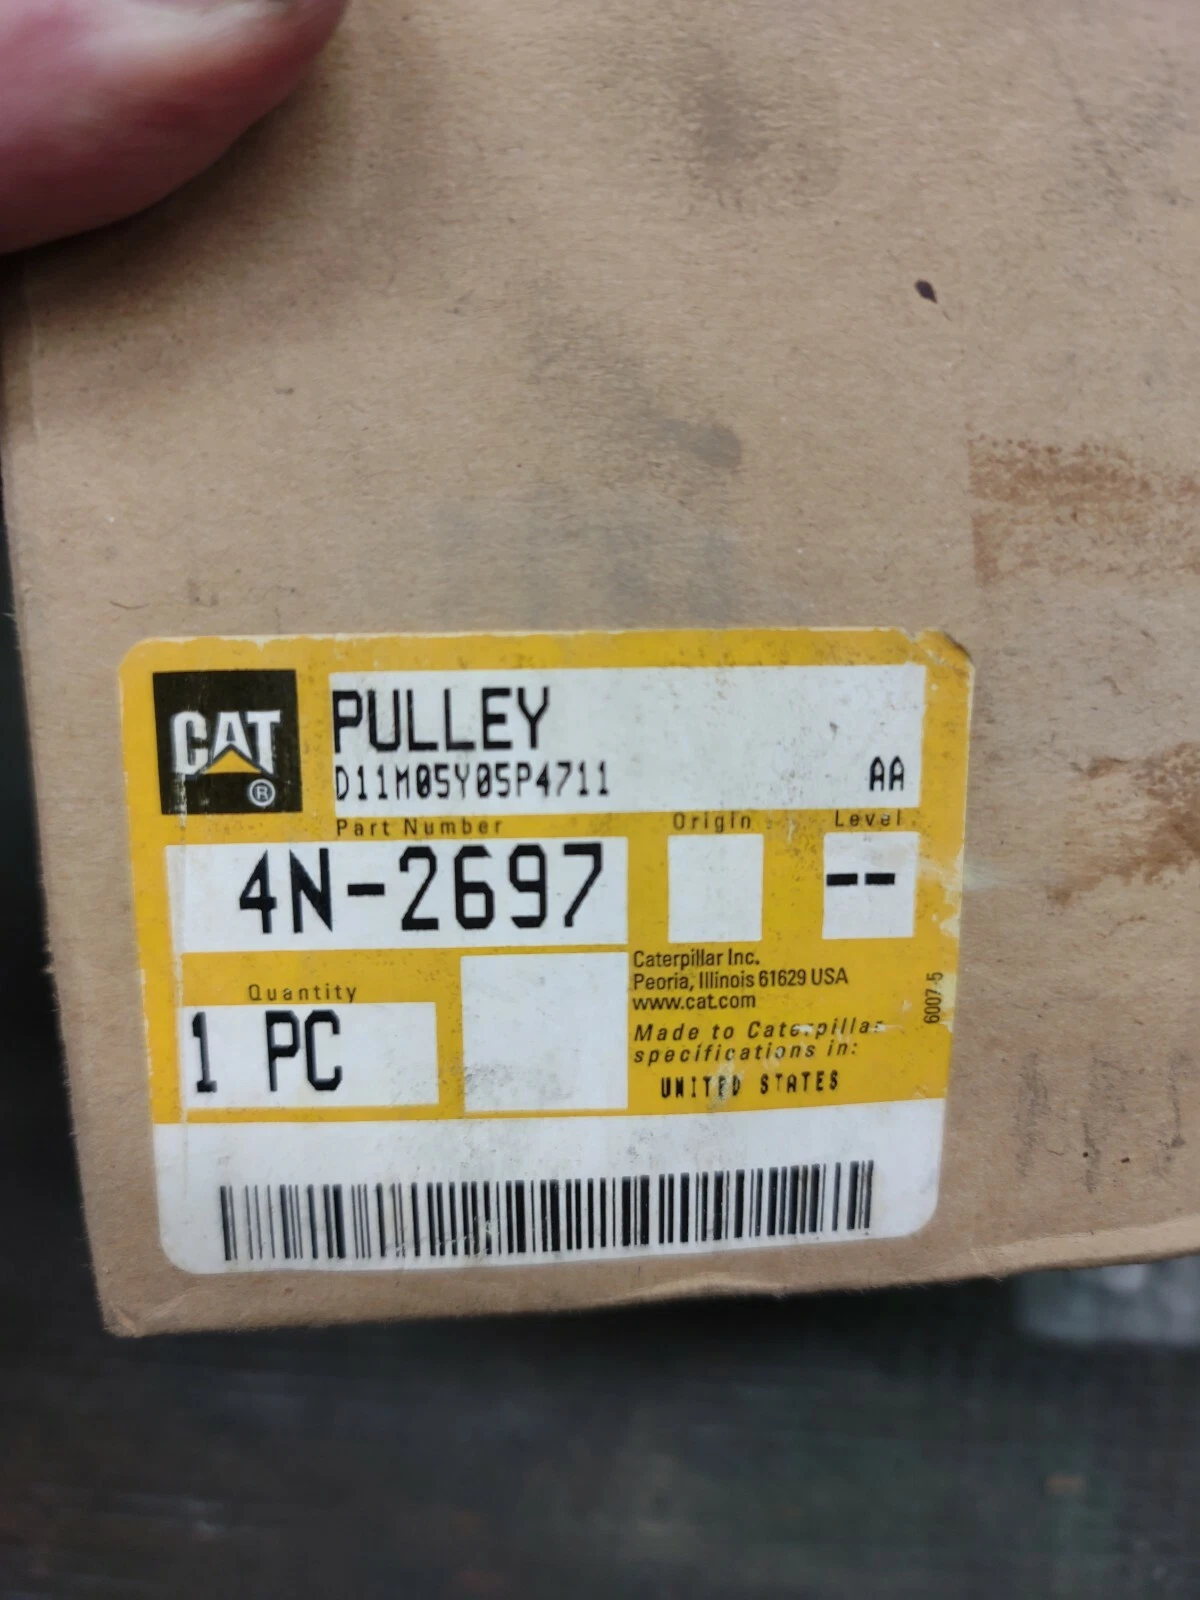 CAT
®
PULLEY
D11M05Y05P4711 AA
Part Number Origin Level
4N-2697 --
Quantity
1 PC
Caterpillar Inc.
Peoria, Illinois 61629 USA
www.cat.com
Made to Caterpillar
specifications in:
UNITED STATES
6007-5